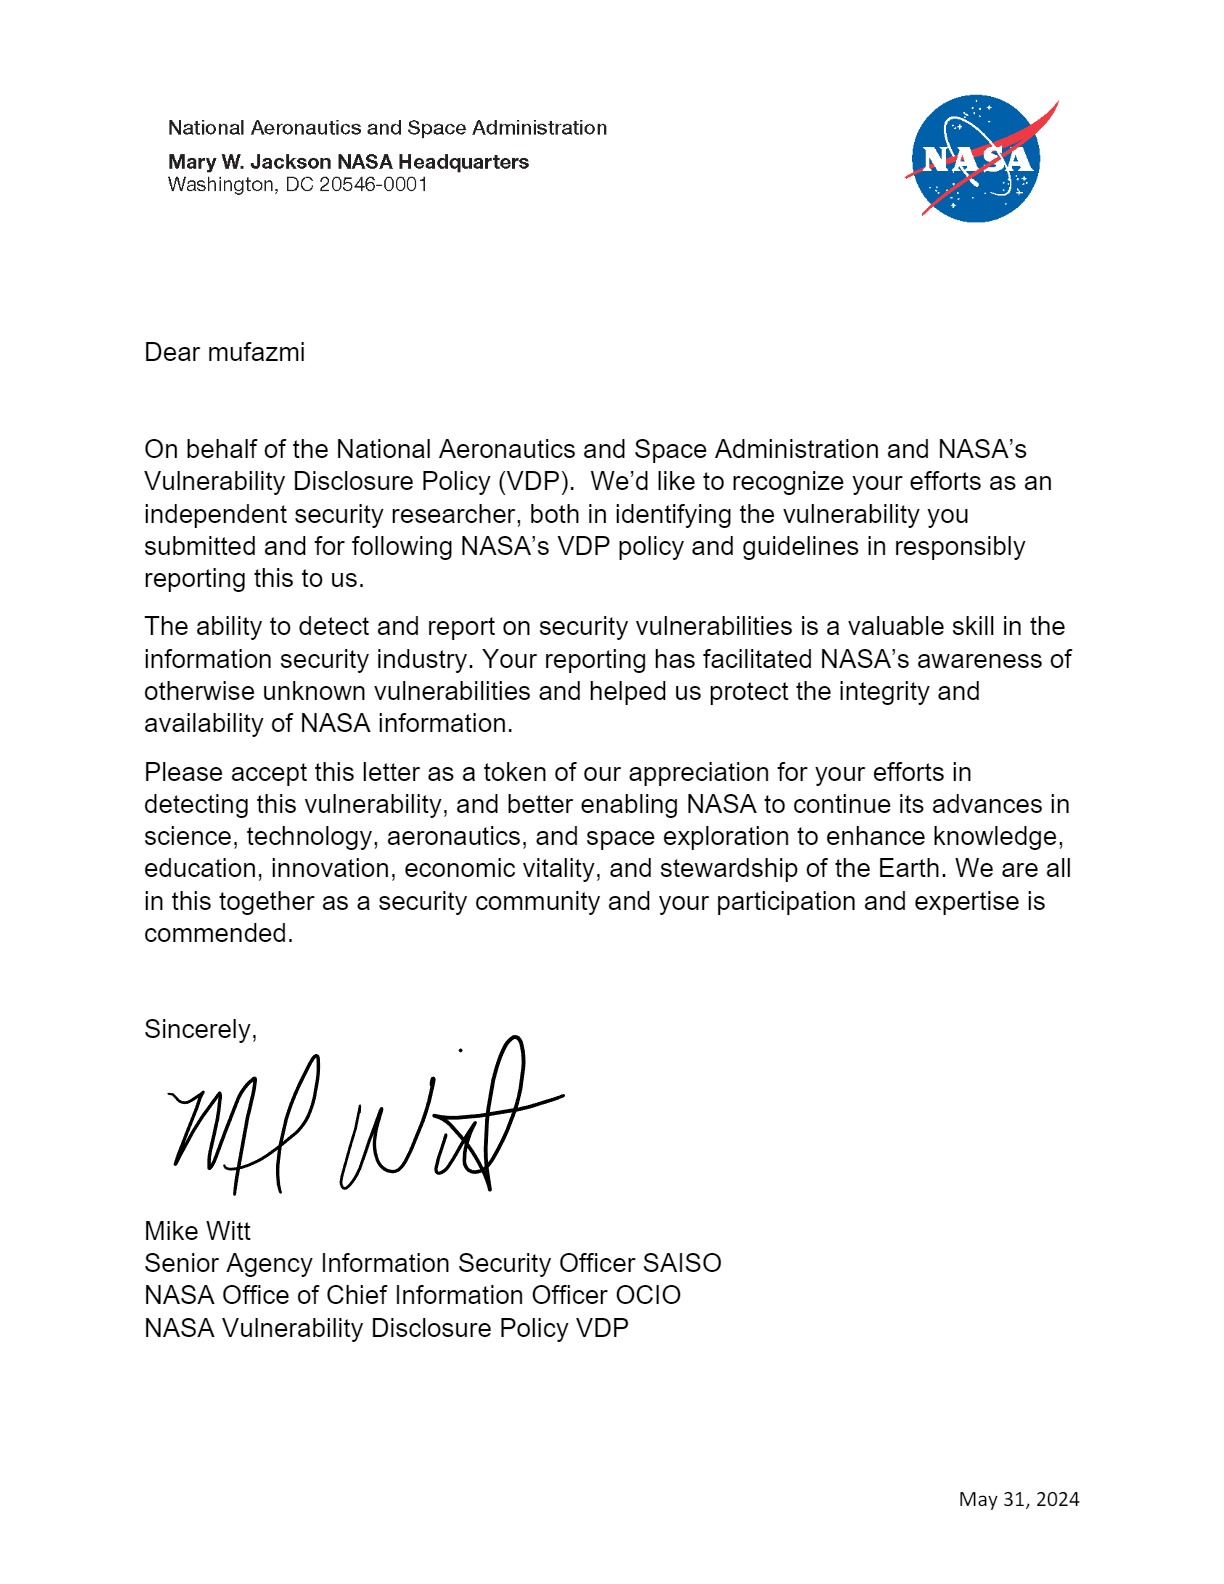 National Aeronautics and Space Administration
Mary W. Jackson NASA Headquarters
Washington, DC 20546-0001
NASA
Dear mufazmi
On behalf of the National Aeronautics and Space Administration and NASA’s
Vulnerability Disclosure Policy (VDP).  We’d like to recognize your efforts as an
independent security researcher, both in identifying the vulnerability you
submitted and for following NASA’s VDP policy and guidelines in responsibly
reporting this to us.
The ability to detect and report on security vulnerabilities is a valuable skill in the
information security industry. Your reporting has facilitated NASA’s awareness of
otherwise unknown vulnerabilities and helped us protect the integrity and
availability of NASA information.
Please accept this letter as a token of our appreciation for your efforts in
detecting this vulnerability, and better enabling NASA to continue its advances in
science, technology, aeronautics, and space exploration to enhance knowledge,
education, innovation, economic vitality, and stewardship of the Earth. We are all
in this together as a security community and your participation and expertise is
commended.
Sincerely,
Mike Witt
Senior Agency Information Security Officer SAISO
NASA Office of Chief Information Officer OCIO
NASA Vulnerability Disclosure Policy VDP
May 31, 2024